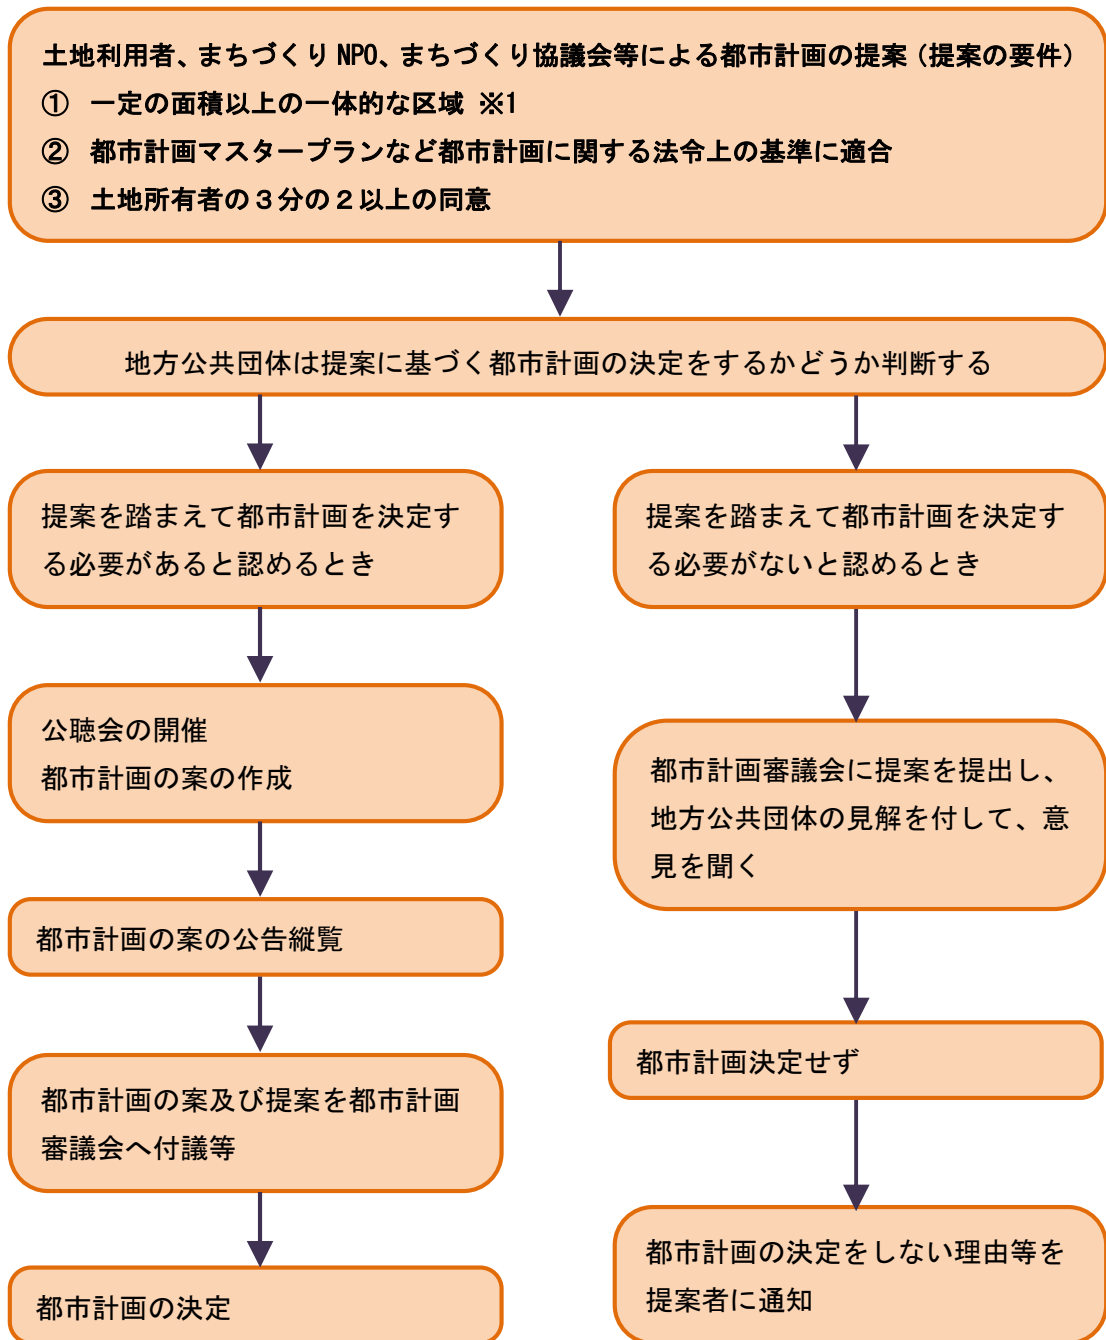 土地利用者、まちづくり NPO、まちづくり協議会等による都市計画の提案（提案の要件）
① 一定の面積以上の一体的な区域 ※1
② 都市計画マスタープランなど都市計画に関する法令上の基準に適合
③ 土地所有者の３分の２以上の同意
地方公共団体は提案に基づく都市計画の決定をするかどうか判断する
提案を踏まえて都市計画を決定す
る必要があると認めるとき
公聴会の開催
都市計画の案の作成
都市計画の案の公告縦覧
都市計画の案及び提案を都市計画
審議会へ付議等
都市計画の決定
提案を踏まえて都市計画を決定す
る必要がないと認めるとき
都市計画審議会に提案を提出し、
地方公共団体の見解を付して、意
見を聞く
都市計画決定せず
都市計画の決定をしない理由等を
提案者に通知